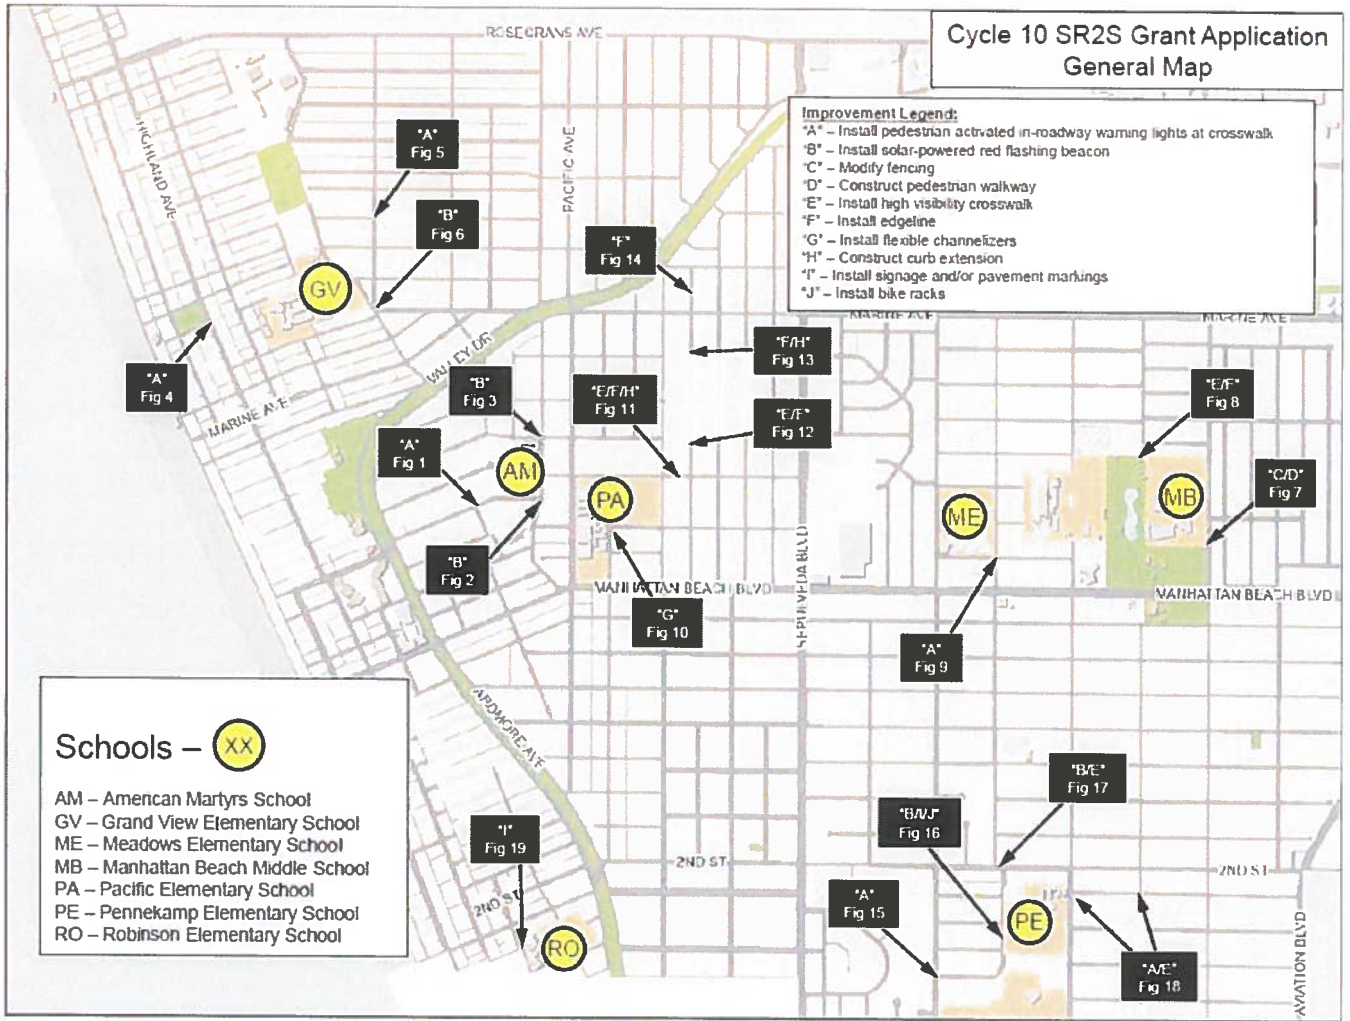 Cycle 10 SR2S Grant Application
General Map
ROSECRANS AVE
Improvement Legend:
"A" – Install pedestrian activated in-roadway warning lights at crosswalk
"B" – Install solar-powered red flashing beacon
"C" – Modify fencing
"D" – Construct pedestrian walkway
"E" – Install high visibility crosswalk
"F" – Install edgeline
"G" – Install flexible channelizers
"H" – Construct curb extension
"I" – Install signage and/or pavement markings
"J" – Install bike racks
HIGHLAND AVE
PACIFIC AVE
"A"
Fig 5
"B"
Fig 6
"F"
Fig 14
GV
MARINE AVE
MARINE AVE
"F/H"
Fig 13
VALLEY DR
"A"
Fig 4
MARINE AVE
"B"
Fig 3
"E/F/H"
Fig 11
"E/F"
Fig 12
"E/F"
Fig 8
"A"
Fig 1
AM
PA
ME
MB
"C/D"
Fig 7
"B"
Fig 2
SEPULVEDA BLVD
MANHATTAN BEACH BLVD
MANHATTAN BEACH BLVD
"G"
Fig 10
"A"
Fig 9
ARDMORE AVE
Schools – XX
AM – American Martyrs School
GV – Grand View Elementary School
ME – Meadows Elementary School
MB – Manhattan Beach Middle School
PA – Pacific Elementary School
PE – Pennekamp Elementary School
RO – Robinson Elementary School
"B/E"
Fig 17
"B/I/J"
Fig 16
"I"
Fig 19
2ND ST
2ND ST
2ND ST
"A"
Fig 15
PE
RO
"A/E"
Fig 18
AVIATION BLVD